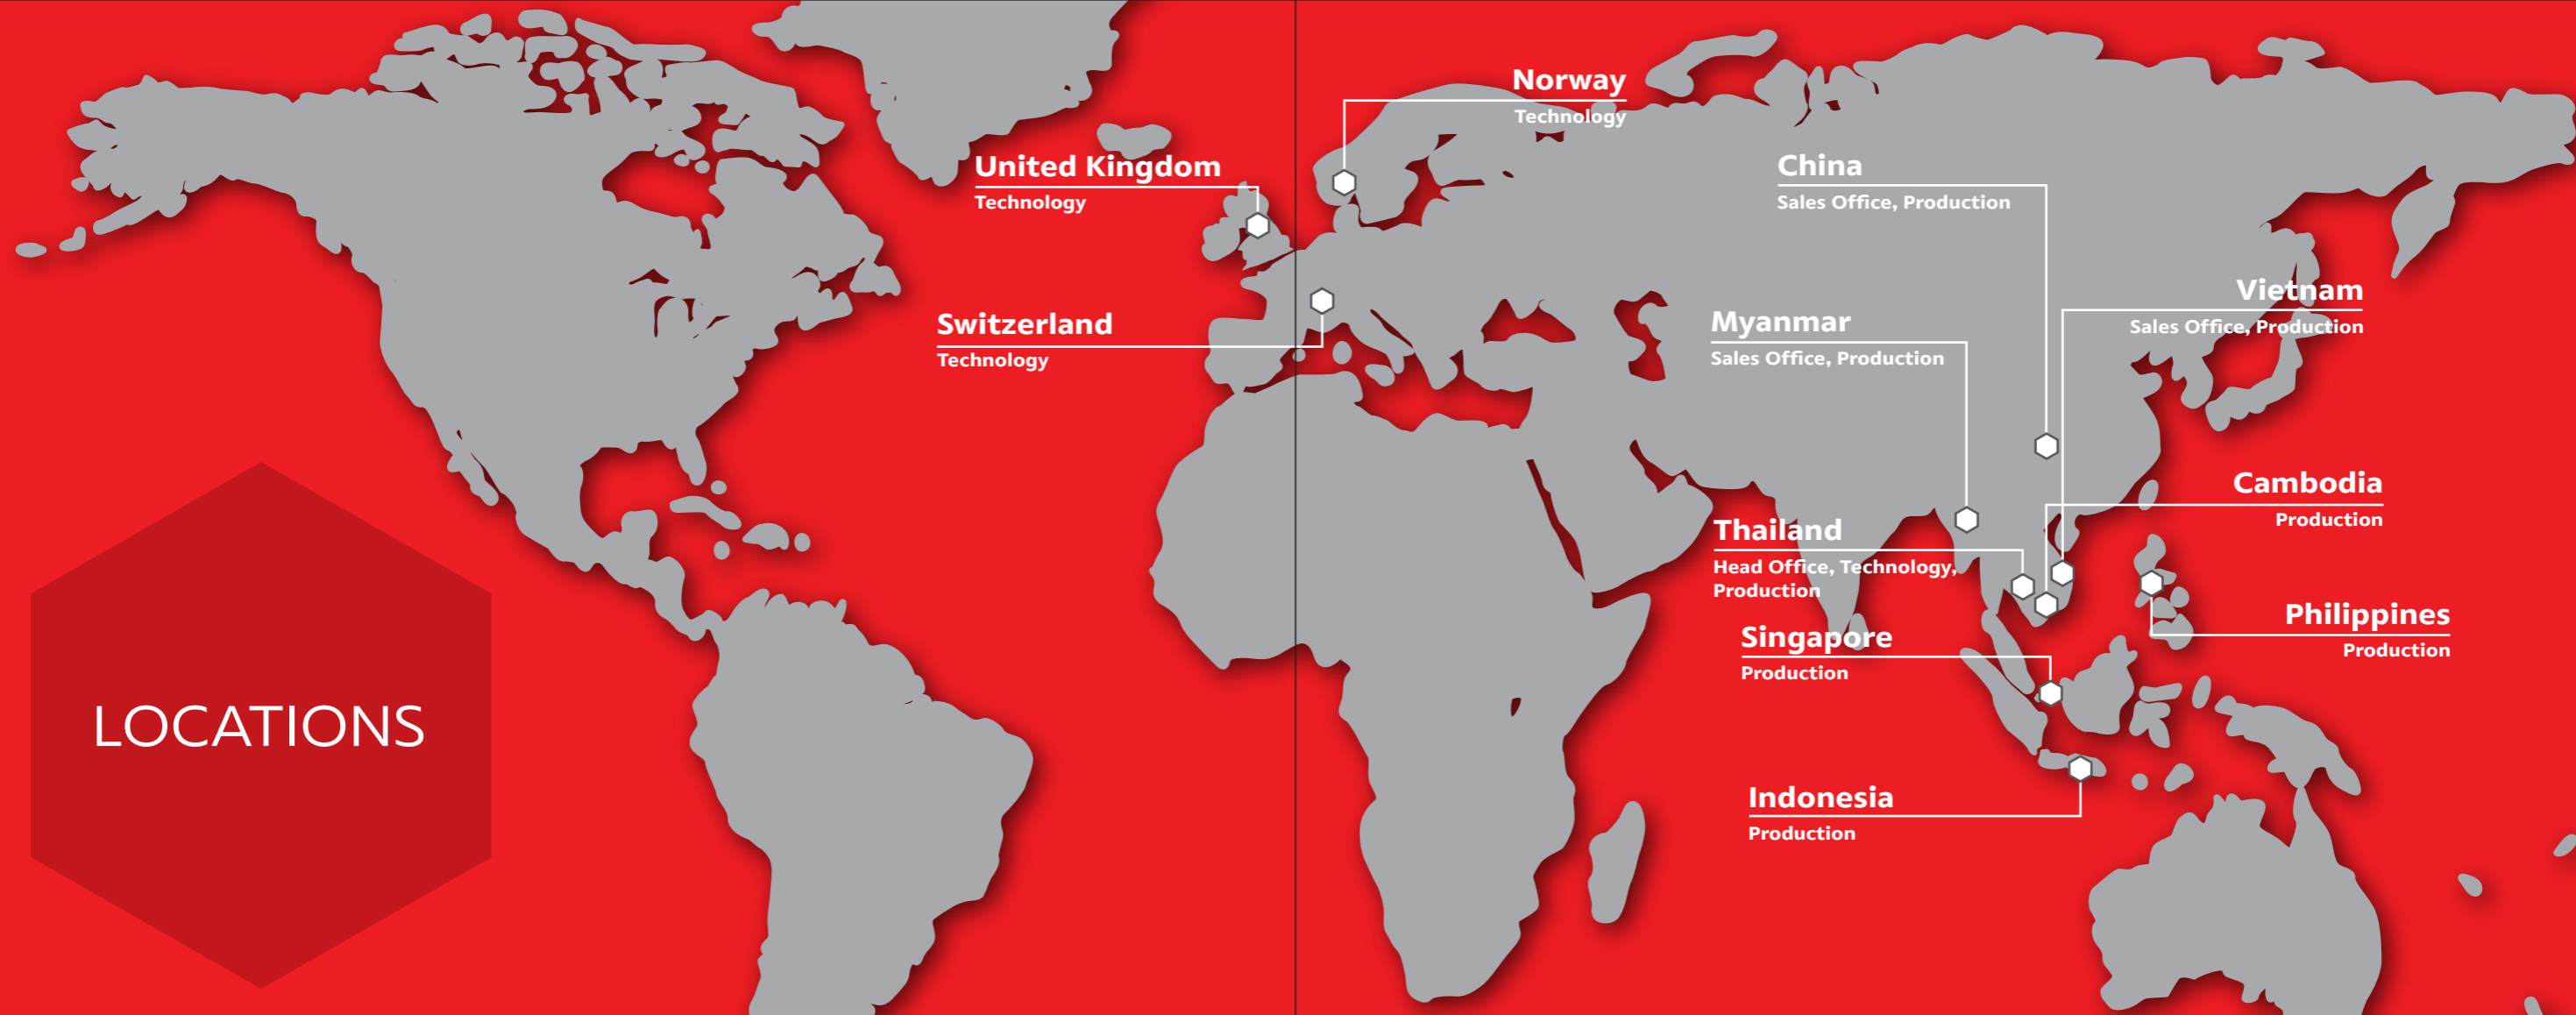 Norway
Technology
United Kingdom
Technology
China
Sales Office, Production
Vietnam
Sales Office, Production
Switzerland
Technology
Myanmar
Sales Office, Production
Cambodia
Production
Thailand
Head Office, Technology,
Production
Philippines
Production
Singapore
Production
LOCATIONS
Indonesia
Production